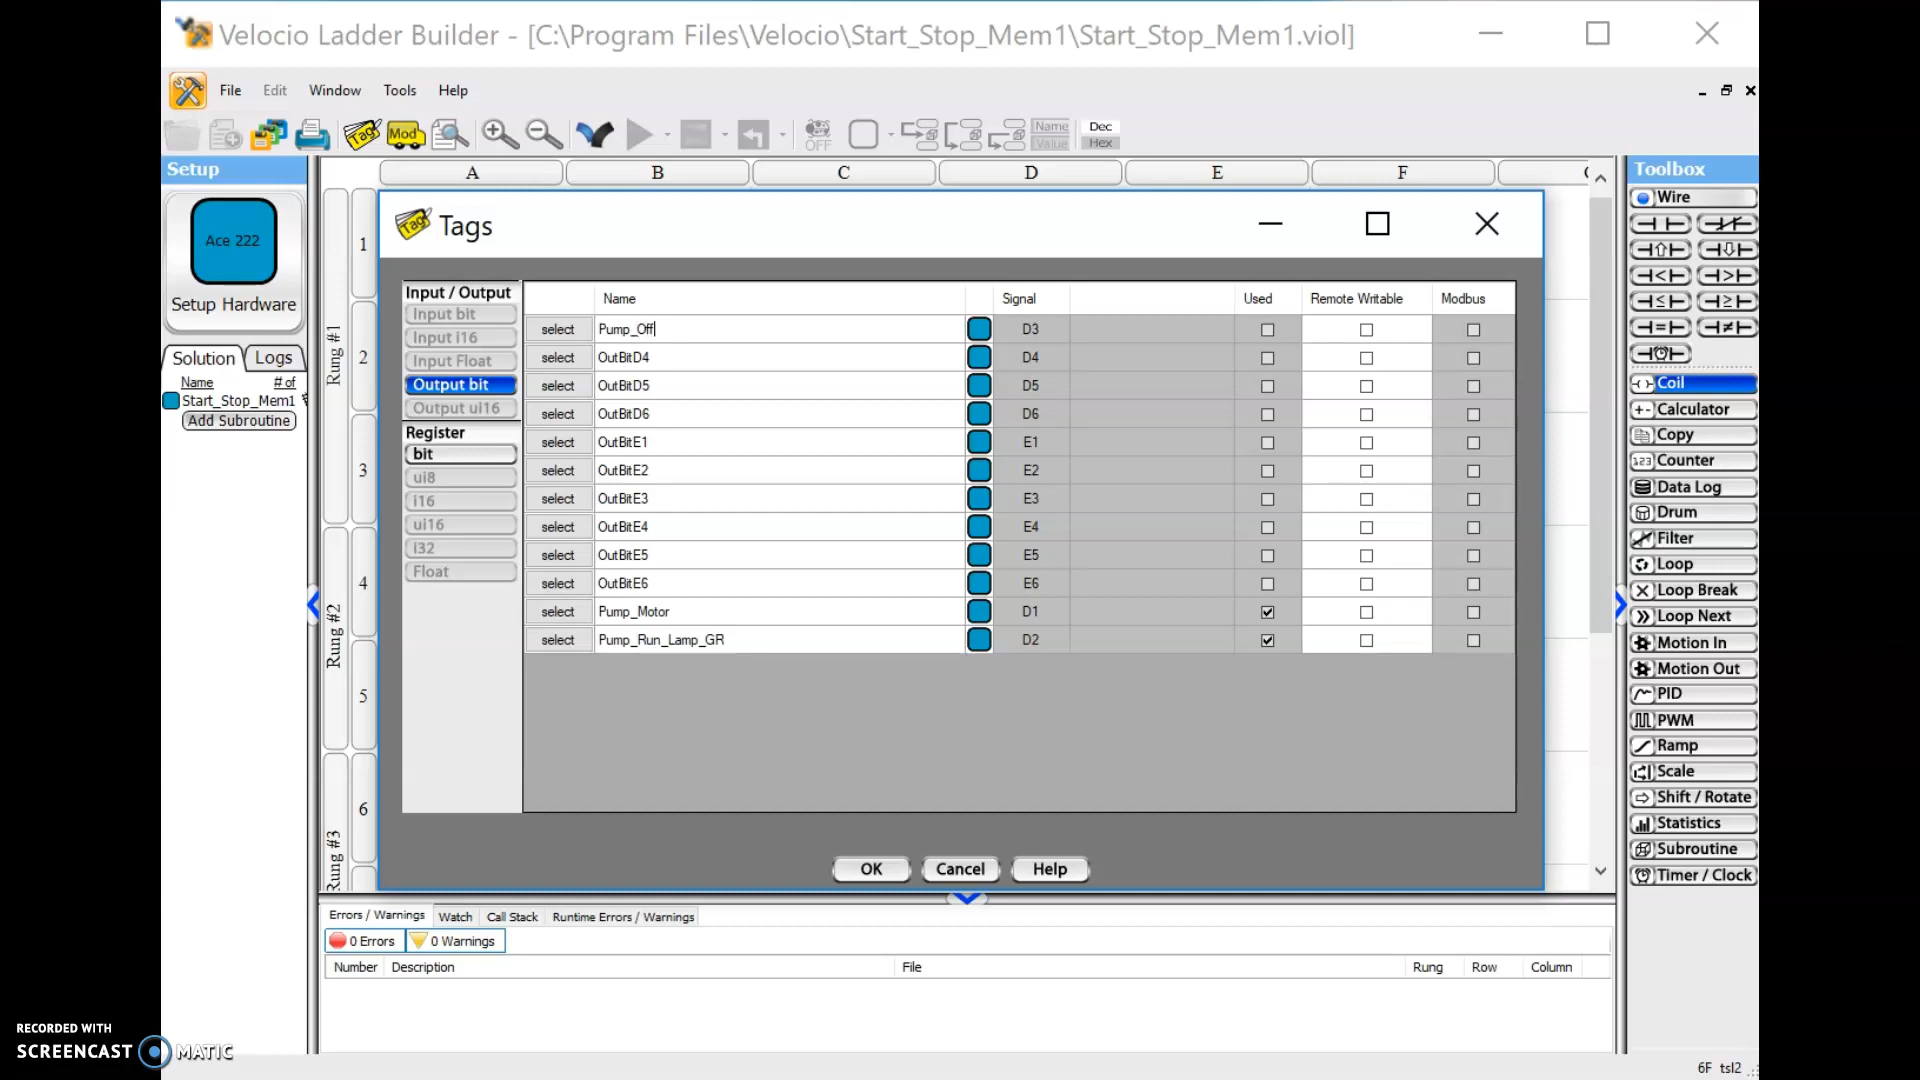 Velocio Ladder Builder - [C:\Program Files\Velocio\Start_Stop_Mem1\Start_Stop_Mem1.viol]
File Edit Window Tools Help
Tag Mod OFF Name Value Dec Hex
Setup
Ace 222
Setup Hardware
Solution Logs
Name # of
Start_Stop_Mem1
Add Subroutine
A B C D E F
1
2
3
4
5
6
Rung #1
Rung #2
Rung #3
Tag Tags
Input / Output
Input bit
Input i16
Input Float
Output bit
Output ui16
Register
bit
ui8
i16
ui16
i32
Float
Name Signal Used Remote Writable Modbus
select Pump_Off D3
select OutBitD4 D4
select OutBitD5 D5
select OutBitD6 D6
select OutBitE1 E1
select OutBitE2 E2
select OutBitE3 E3
select OutBitE4 E4
select OutBitE5 E5
select OutBitE6 E6
select Pump_Motor D1
select Pump_Run_Lamp_GR D2
OK Cancel Help
Toolbox
Wire
Coil
Calculator
Copy
Counter
Data Log
Drum
Filter
Loop
Loop Break
Loop Next
Motion In
Motion Out
PID
PWM
Ramp
Scale
Shift / Rotate
Statistics
Subroutine
Timer / Clock
Errors / Warnings Watch Call Stack Runtime Errors / Warnings
0 Errors 0 Warnings
Number Description File Rung Row Column
6F tsl2
RECORDED WITH
SCREENCAST MATIC